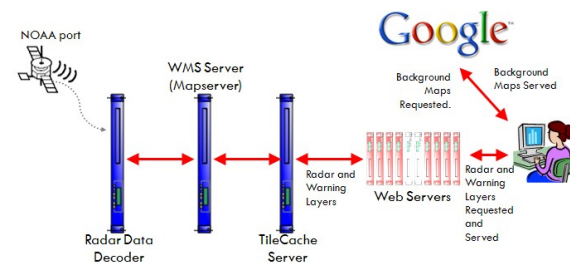 NOAA port
Google™
WMS Server
(Mapserver)
Background
Maps
Requested.
Background
Maps Served
Radar and
Warning
Layers
Web Servers
Radar and
Warning
Layers
Requested
and
Served
Radar Data
Decoder
TileCache
Server